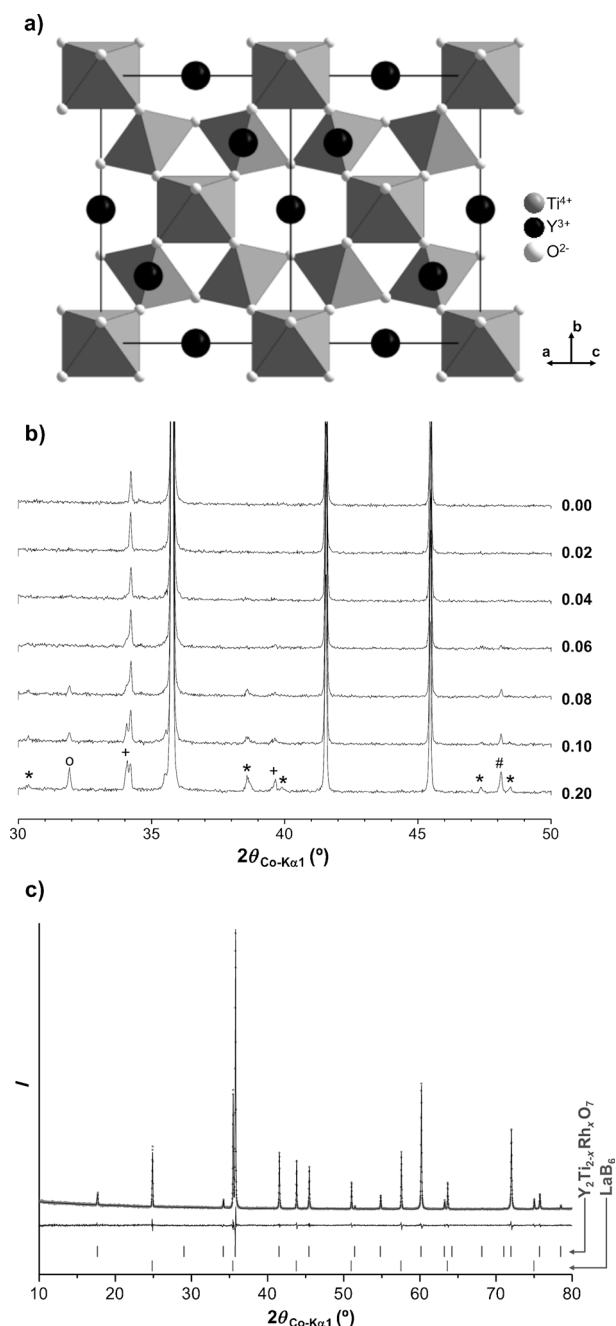 a)
Ti⁴⁺
Y³⁺
O²⁻
b
a c
b)
0.00
0.02
0.04
0.06
0.08
0.10
* o + * + * * # * 0.20
30 35 40 45 50
2θCo-Kα1 (º)
c)
I
Y₂Ti₂₋ₓRhₓO₇
LaB₆
10 20 30 40 50 60 70 80
2θCo-Kα1 (º)